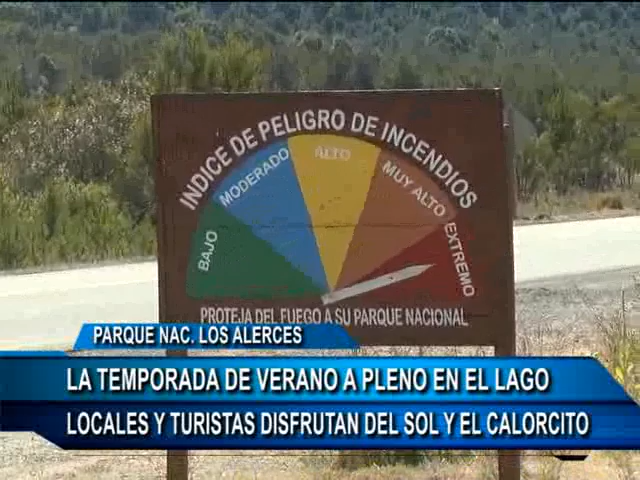 INDICE DE PELIGRO DE INCENDIOS
BAJO
MODERADO
ALTO
MUY ALTO
EXTREMO
PROTEJA DEL FUEGO A SU PARQUE NACIONAL
PARQUE NAC. LOS ALERCES
LA TEMPORADA DE VERANO A PLENO EN EL LAGO
LOCALES Y TURISTAS DISFRUTAN DEL SOL Y EL CALORCITO